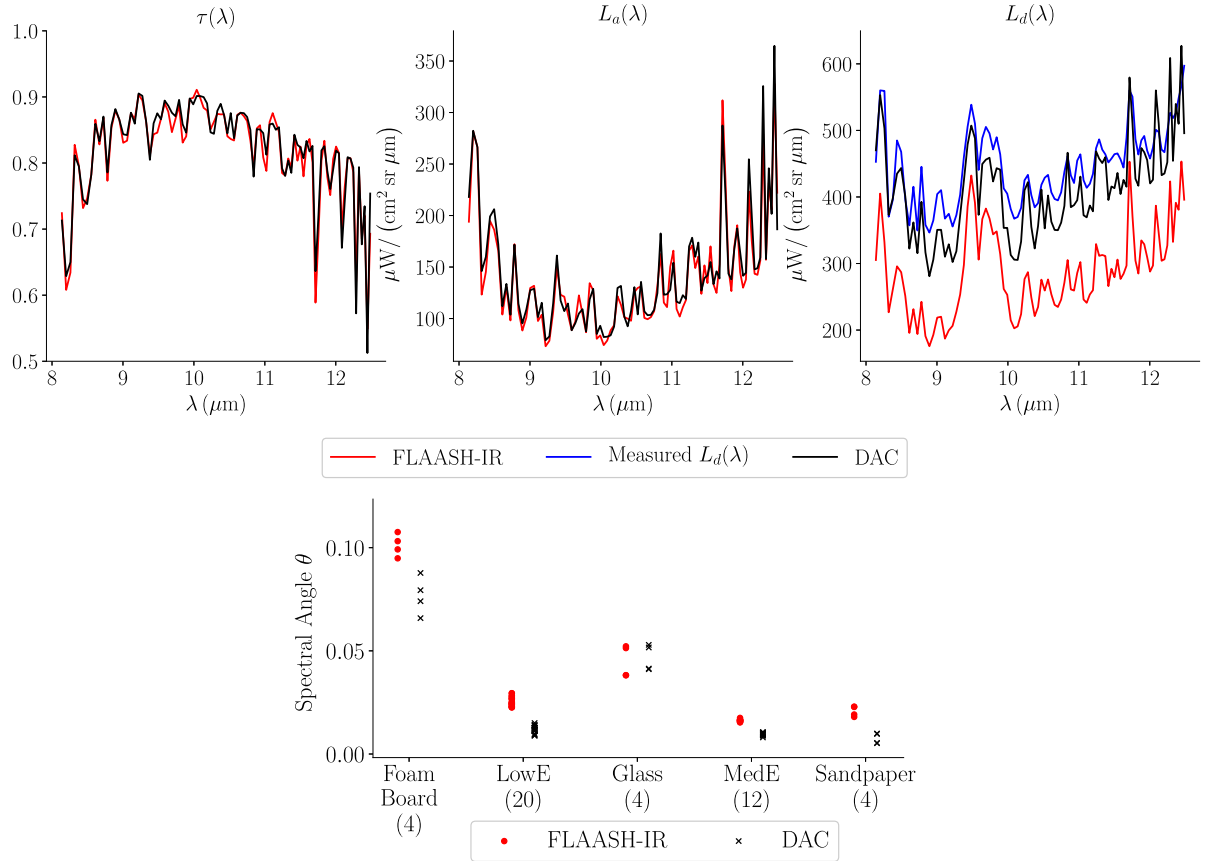 τ(λ)
1.0
0.9
0.8
0.7
0.6
0.5
8 9 10 11 12
λ (μm)
L_a(λ)
μW/(cm² sr μm)
350
300
250
200
150
100
8 9 10 11 12
λ (μm)
L_d(λ)
μW/(cm² sr μm)
600
500
400
300
200
8 9 10 11 12
λ (μm)
FLAASH-IR Measured L_d(λ) DAC
Spectral Angle θ
0.10
0.05
0.00
Foam Board (4)
LowE (20)
Glass (4)
MedE (12)
Sandpaper (4)
FLAASH-IR DAC